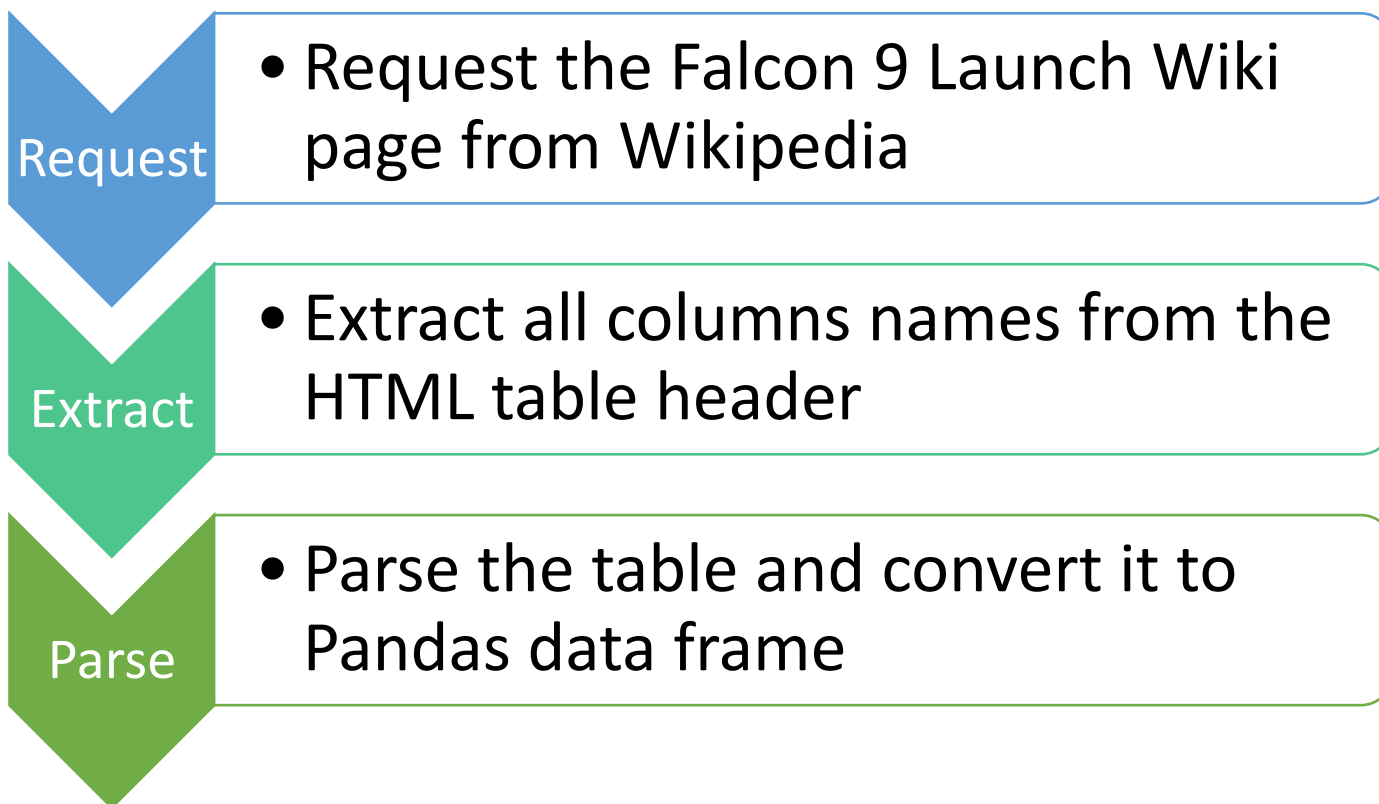 Request
• Request the Falcon 9 Launch Wiki
page from Wikipedia
Extract
• Extract all columns names from the
HTML table header
Parse
• Parse the table and convert it to
Pandas data frame